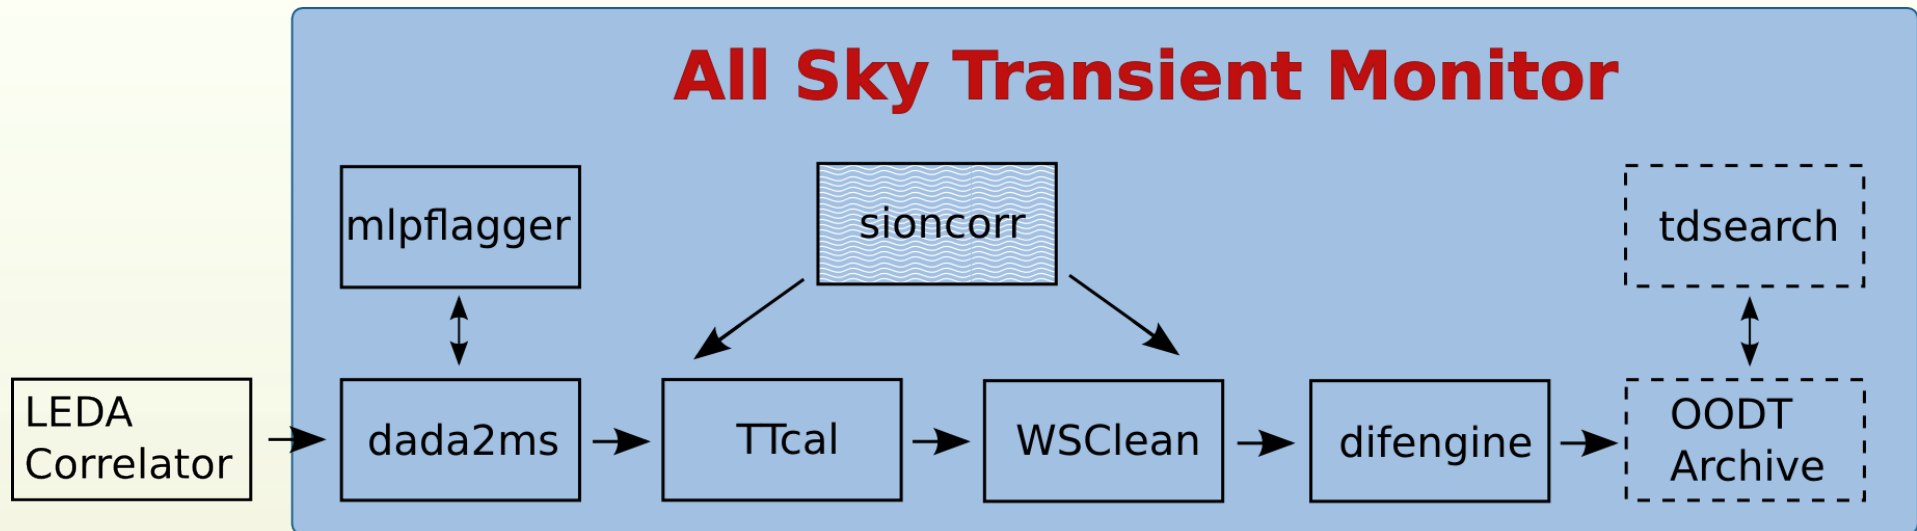 All Sky Transient Monitor
mlpflagger
sioncorr
tdsearch
LEDA
Correlator
dada2ms
TTcal
WSClean
difengine
OODT
Archive